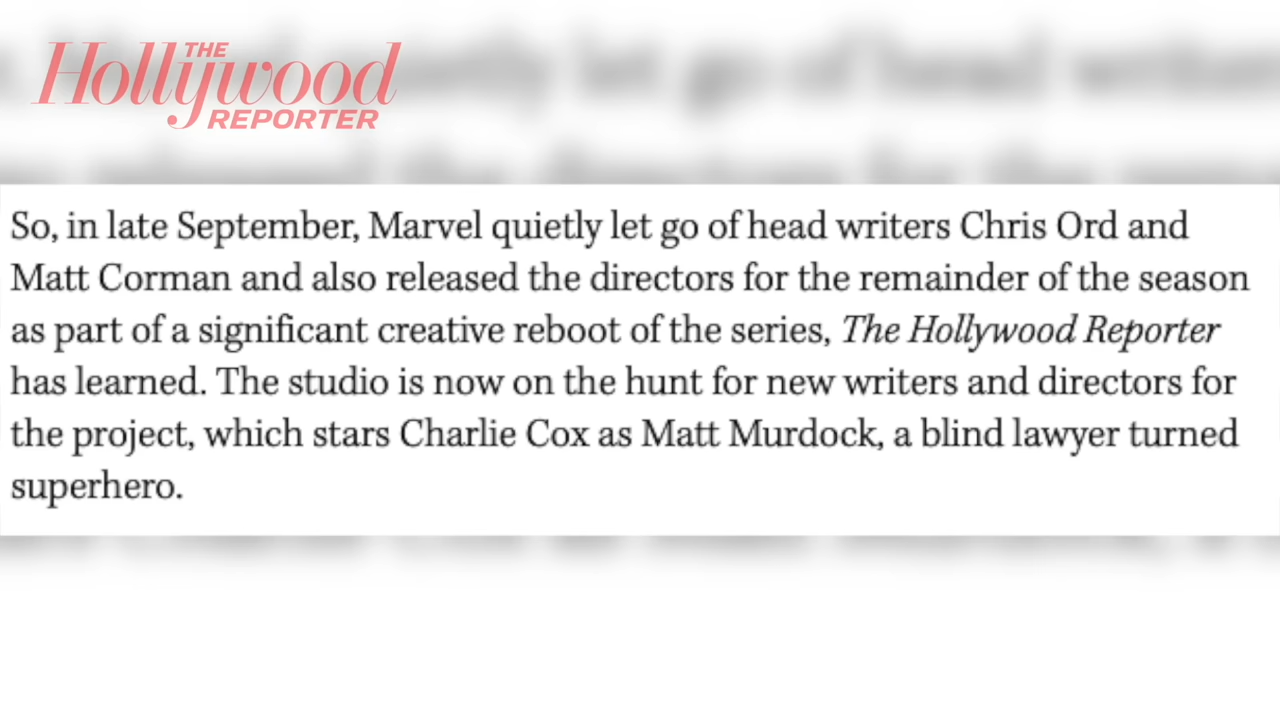 THE
Hollywood
REPORTER
So, in late September, Marvel quietly let go of head writers Chris Ord and
Matt Corman and also released the directors for the remainder of the season
as part of a significant creative reboot of the series, The Hollywood Reporter
has learned. The studio is now on the hunt for new writers and directors for
the project, which stars Charlie Cox as Matt Murdock, a blind lawyer turned
superhero.